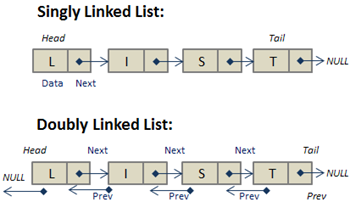 Singly Linked List:
Head Tail
L I S T NULL
Data Next
Doubly Linked List:
Head Next Next Next Tail
NULL L I S T NULL
Prev Prev Prev Prev